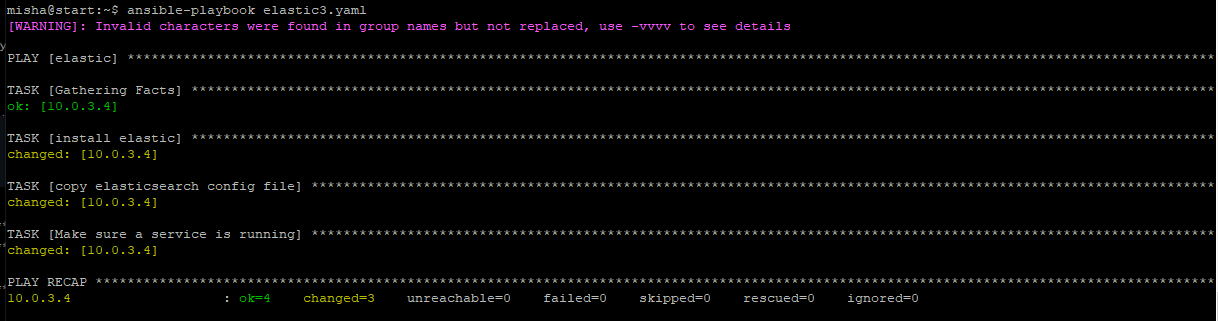 misha@start:~$ ansible-playbook elastic3.yaml
[WARNING]: Invalid characters were found in group names but not replaced, use -vvvv to see details
PLAY [elastic] ****************************************************************************************************************************************
TASK [Gathering Facts] ********************************************************************************************************************************
ok: [10.0.3.4]
TASK [install elastic] ********************************************************************************************************************************
changed: [10.0.3.4]
TASK [copy elasticsearch config file] *****************************************************************************************************************
changed: [10.0.3.4]
TASK [Make sure a service is running] *****************************************************************************************************************
changed: [10.0.3.4]
PLAY RECAP ********************************************************************************************************************************************
10.0.3.4                   : ok=4    changed=3    unreachable=0    failed=0    skipped=0    rescued=0    ignored=0